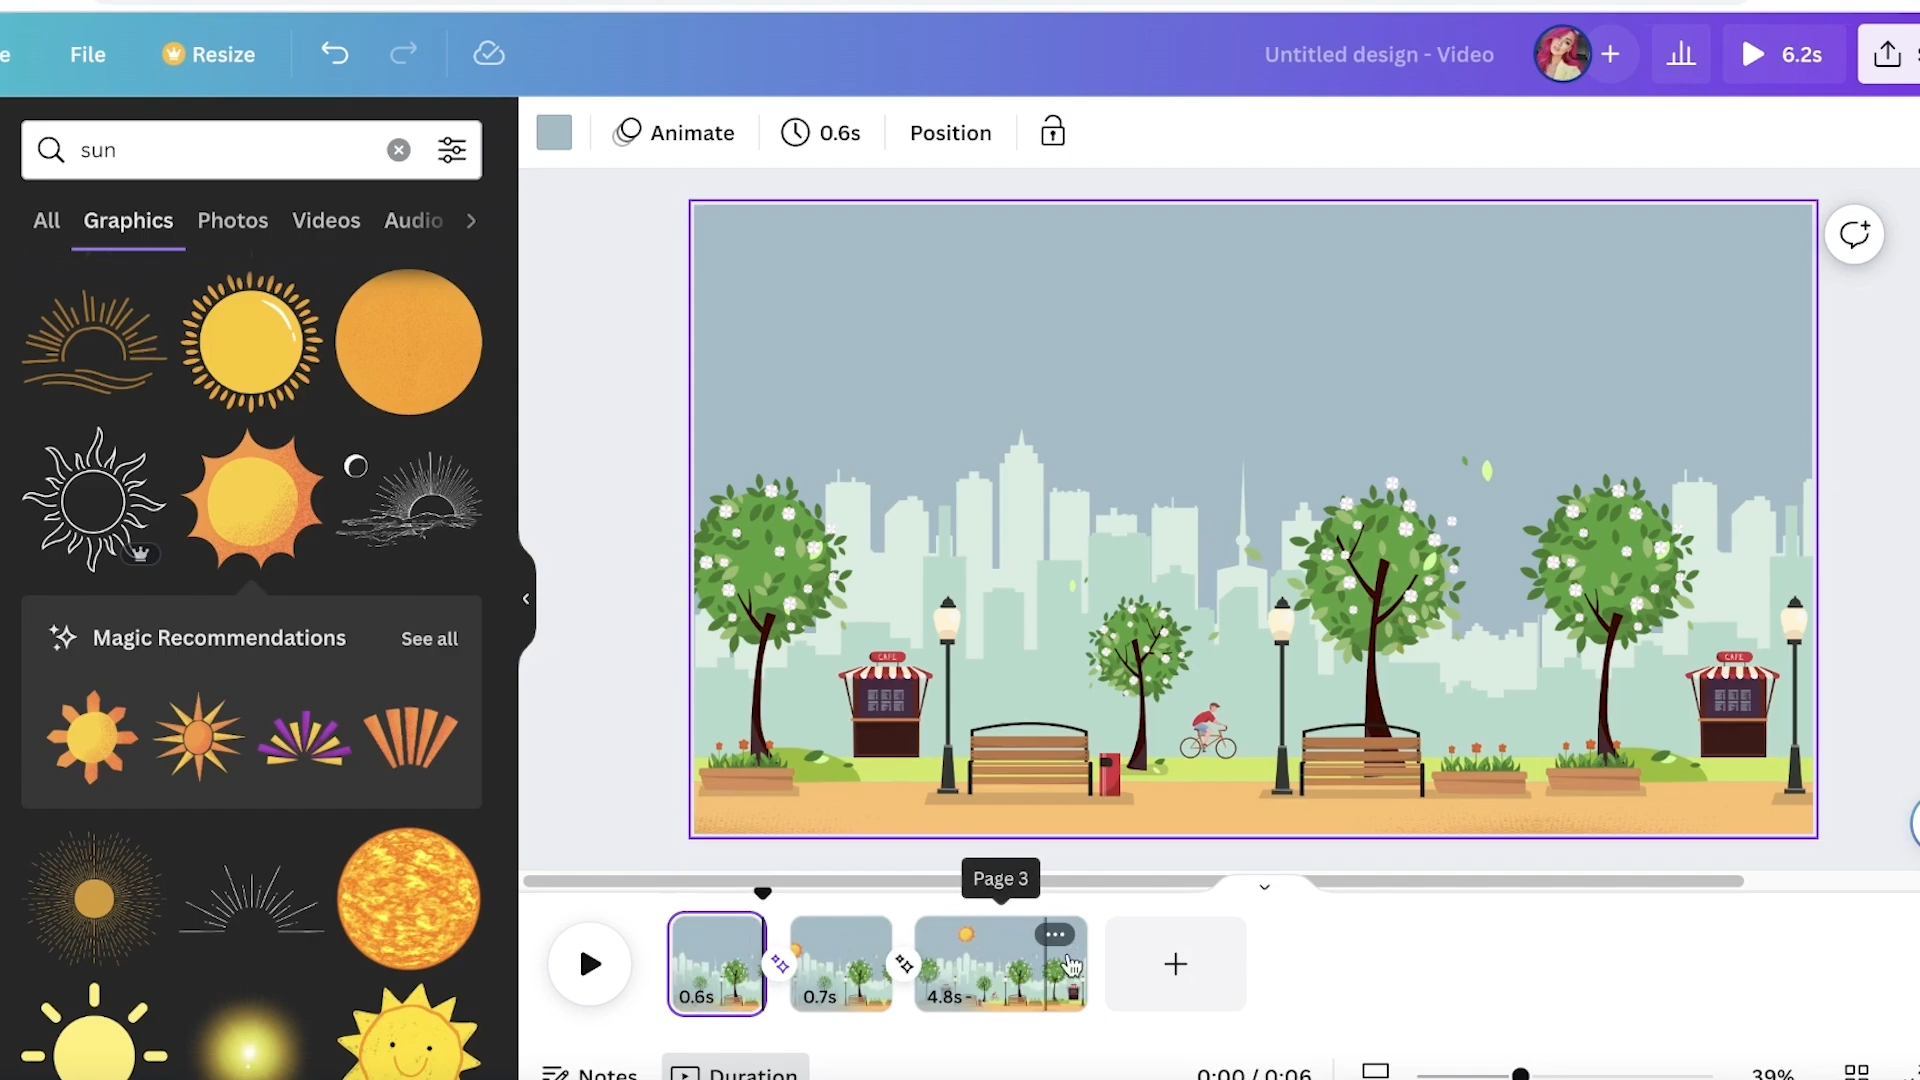 e File Resize Untitled design - Video 6.2s
sun
Animate 0.6s Position
All Graphics Photos Videos Audio
Magic Recommendations See all
CAFE CAFE
Page 3
0.6s 0.7s 4.8s
Notes Duration 0:00 / 0:06 39%